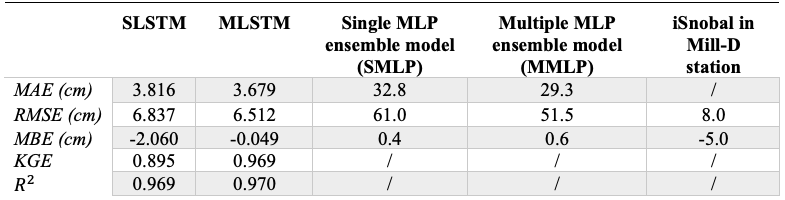 SLSTM MLSTM Single MLP Multiple MLP iSnobal in
ensemble model ensemble model Mill-D
(SMLP) (MMLP) station
MAE (cm) 3.816 3.679 32.8 29.3 /
RMSE (cm) 6.837 6.512 61.0 51.5 8.0
MBE (cm) -2.060 -0.049 0.4 0.6 -5.0
KGE 0.895 0.969 / / /
R² 0.969 0.970 / / /